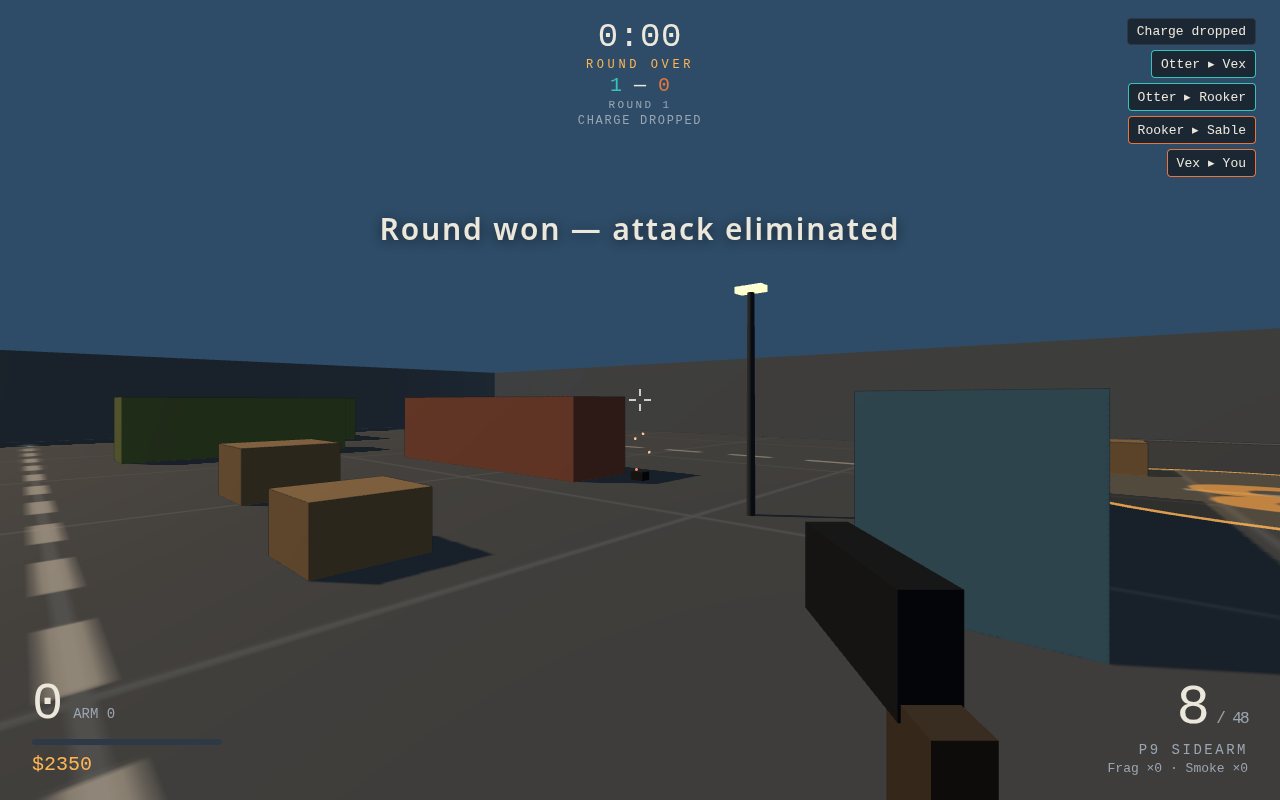 0:00
ROUND OVER
1 — 0
ROUND 1
CHARGE DROPPED
Charge dropped
Otter ▸ Vex
Otter ▸ Rooker
Rooker ▸ Sable
Vex ▸ You
Round won — attack eliminated
0 ARM 0
$2350
8 / 48
P9 SIDEARM
Frag ×0 · Smoke ×0